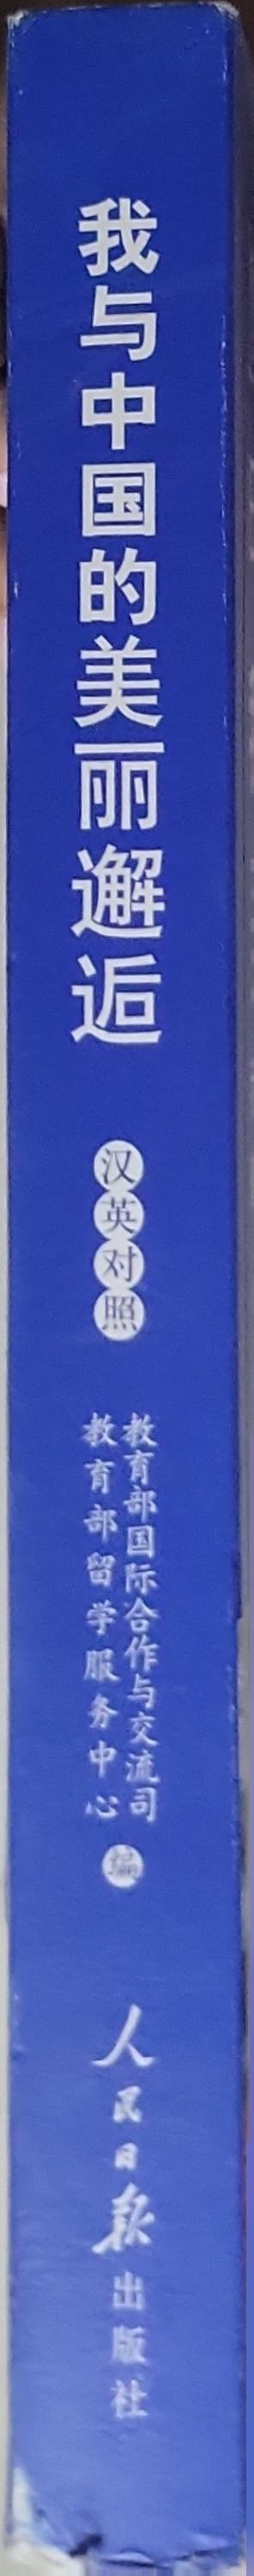 我与中国的美丽邂逅
汉英对照
教育部国际合作与交流司
教育部留学服务中心
编
人民日报出版社